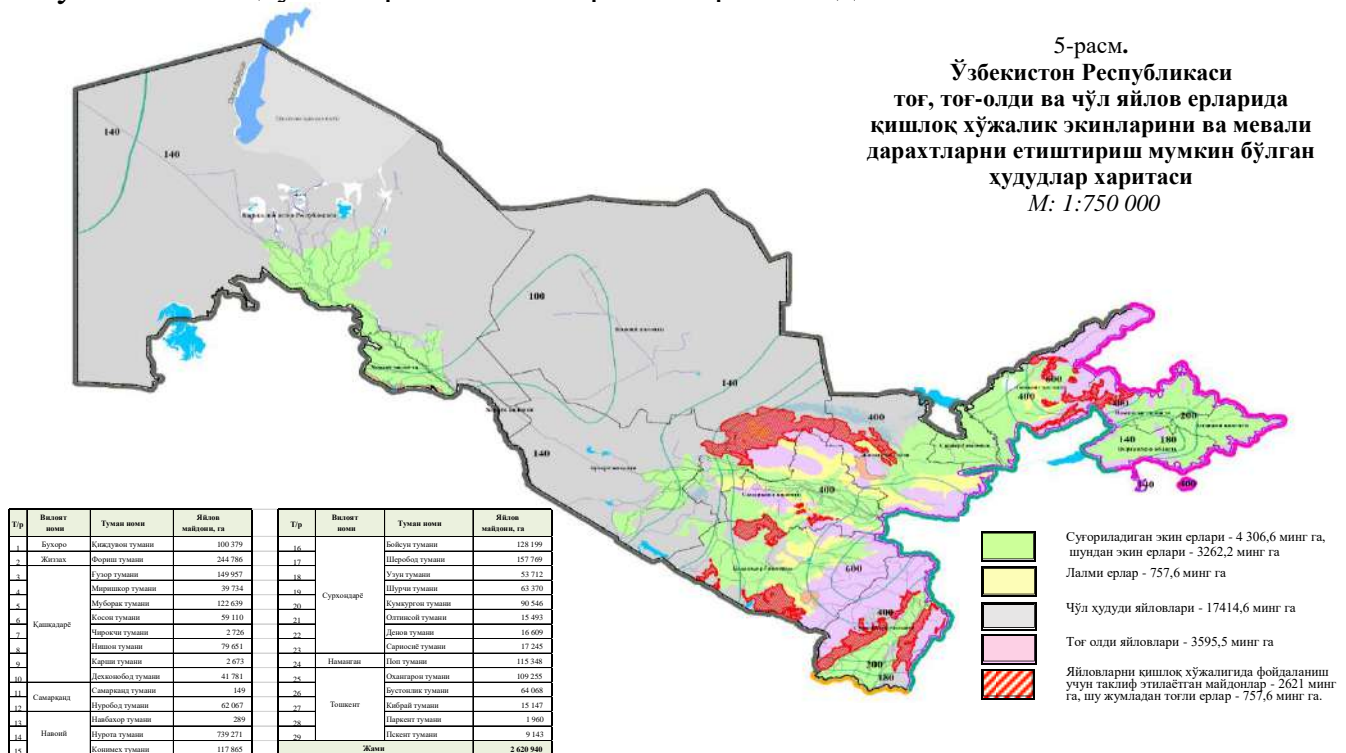 5-расм.
Ўзбекистон Республикаси
тоғ, тоғ-олди ва чўл яйлов ерларида
қишлоқ хўжалик экинларини ва мевали
дарахтларни етиштириш мумкин бўлган
ҳудудлар харитаси
М: 1:750 000
140
140
100
140
140
400
600
400
400
200
140
180
140
400
400
600
400
200
180
Т/р Вилоят номи Туман номи Яйлов майдони, га
1 Бухоро Қиждувон тумани 100 379
2 Жиззах Фориш тумани 244 786
3 Қашқадарё Ғузор тумани 149 957
4 Миришкор тумани 39 734
5 Муборак тумани 122 639
6 Косон тумани 59 110
7 Чироқчи тумани 2 726
8 Нишон тумани 79 651
9 Қарши тумани 2 673
10 Дехқонобод тумани 41 781
11 Самарқанд Самарқанд тумани 149
12 Нуробод тумани 62 067
13 Навоий Навбахор тумани 289
14 Нурота тумани 739 271
15 Конимех тумани 117 865
Т/р Вилоят номи Туман номи Яйлов майдони, га
16 Сурхондарё Бойсун тумани 128 199
17 Шеробод тумани 157 769
18 Узун тумани 53 712
19 Шурчи тумани 63 370
20 Кумкургон тумани 90 546
21 Олтинсой тумани 15 493
22 Денов тумани 16 609
23 Сариосиё тумани 17 245
24 Наманган Поп тумани 115 348
25 Тошкент Охангарон тумани 109 255
26 Бустонлик тумани 64 068
27 Кибрай тумани 15 147
28 Паркент тумани 1 960
29 Пскент тумани 9 143
Жами 2 620 940
Суғориладиган экин ерлари - 4 306,6 минг га,
шундан экин ерлари - 3262,2 минг га
Лалми ерлар - 757,6 минг га
Чўл ҳудуди яйловлари - 17414,6 минг га
Тоғ олди яйловлари - 3595,5 минг га
Яйловларни қишлоқ хўжалигида фойдаланиш
учун таклиф этилаётган майдонлар - 2621 минг
га, шу жумладан тоғли ерлар - 757,6 минг га.